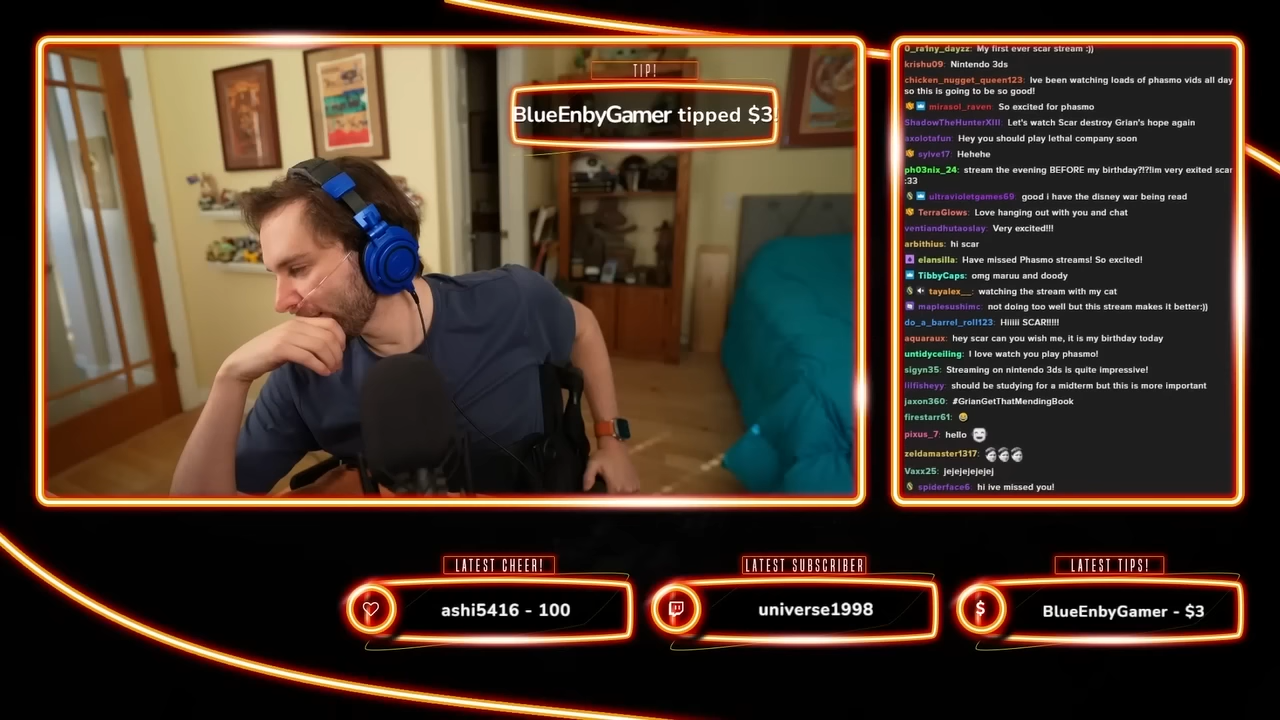 TIP!
BlueEnbyGamer tipped $3!
0_ra1ny_dayzz: My first ever scar stream :))
krishu09: Nintendo 3ds
chicken_nugget_queen123: Ive been watching loads of phasmo vids all day
so this is going to be so good!
mirasol_raven: So excited for phasmo
ShadowTheHunterXIII: Let's watch Scar destroy Grian's hope again
axolotafun: Hey you should play lethal company soon
sylve17: Hehehe
ph03nix_24: stream the evening BEFORE my birthday?!?!im very exited scar
:33
ultravioletgames69: good i have the disney war being read
TerraGlows: Love hanging out with you and chat
ventiandhutaoslay: Very excited!!!
arbithius: hi scar
elansilla: Have missed Phasmo streams! So excited!
TibbyCaps: omg maruu and doody
tayalex__: watching the stream with my cat
maplesushimc: not doing too well but this stream makes it better:))
do_a_barrel_roll123: Hiiiii SCAR!!!!!
aquaraux: hey scar can you wish me, it is my birthday today
untidyceiling: I love watch you play phasmo!
sigyn35: Streaming on nintendo 3ds is quite impressive!
lilfisheyy: should be studying for a midterm but this is more important
jaxon360: #GrianGetThatMendingBook
firestarr61: 😄
pixus_7: hello
zeldamaster1317:
Vaxx25: jejejejejejej
spiderface6: hi ive missed you!
LATEST CHEER!
ashi5416 - 100
LATEST SUBSCRIBER
universe1998
LATEST TIPS!
$
BlueEnbyGamer - $3